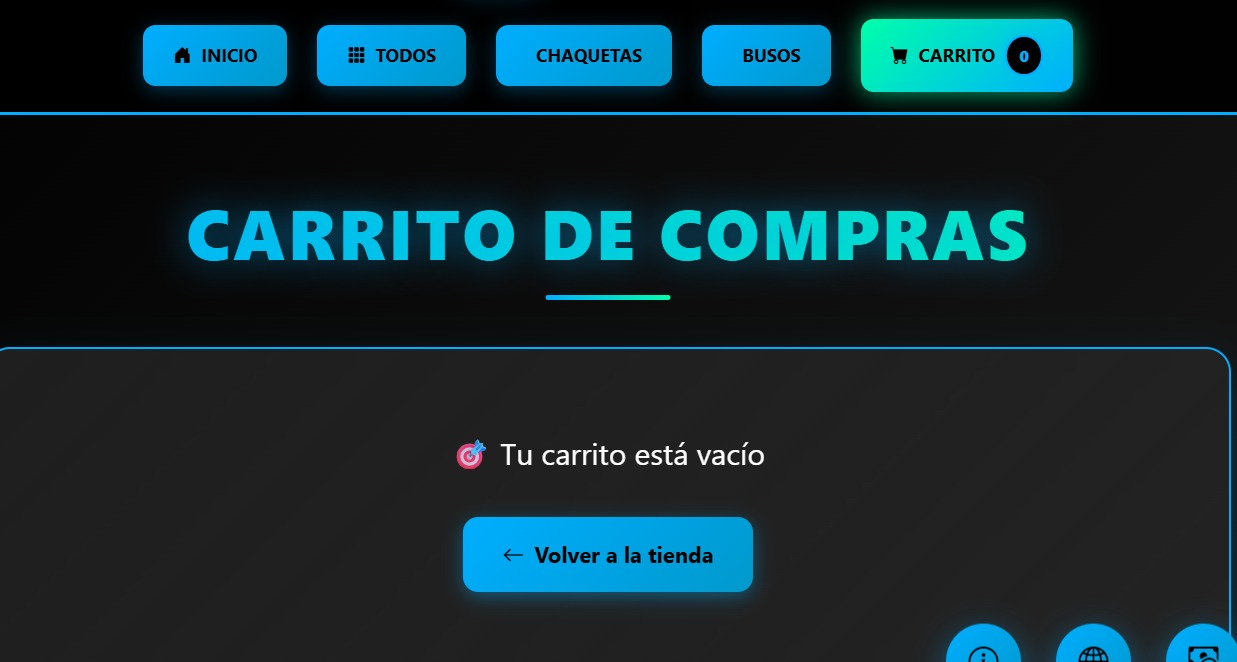 INICIO
TODOS
CHAQUETAS
BUSOS
CARRITO 0
CARRITO DE COMPRAS
Tu carrito está vacío
← Volver a la tienda